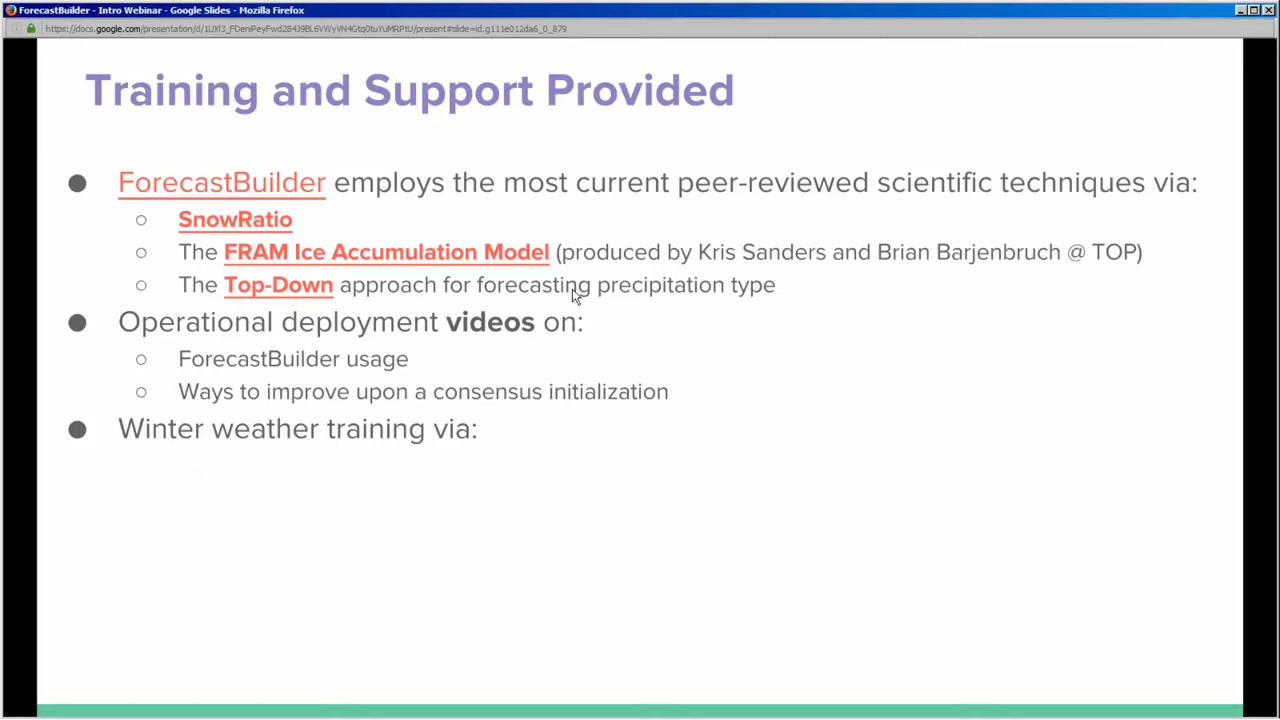 ForecastBuilder - Intro Webinar - Google Slides - Mozilla Firefox
Training and Support Provided
● ForecastBuilder employs the most current peer-reviewed scientific techniques via:
○ SnowRatio
○ The FRAM Ice Accumulation Model (produced by Kris Sanders and Brian Barjenbruch @ TOP)
○ The Top-Down approach for forecasting precipitation type
● Operational deployment videos on:
○ ForecastBuilder usage
○ Ways to improve upon a consensus initialization
● Winter weather training via: